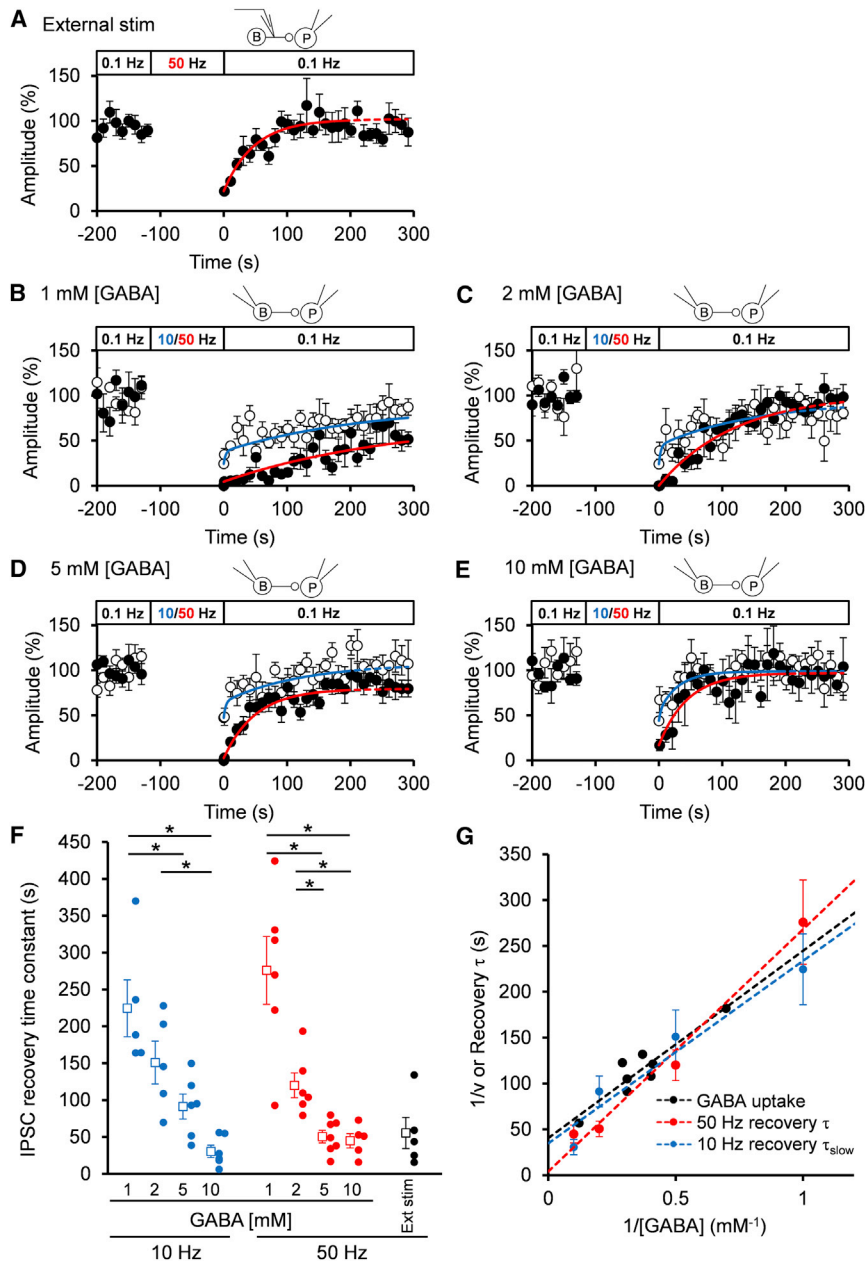 A External stim
B P
0.1 Hz 50 Hz 0.1 Hz
Amplitude (%)
150
100
50
0
-200 -100 0 100 200 300
Time (s)
B 1 mM [GABA]
B P
0.1 Hz 10/50 Hz 0.1 Hz
Amplitude (%)
150
100
50
0
-200 -100 0 100 200 300
Time (s)
C 2 mM [GABA]
B P
0.1 Hz 10/50 Hz 0.1 Hz
Amplitude (%)
150
100
50
0
-200 -100 0 100 200 300
Time (s)
D 5 mM [GABA]
B P
0.1 Hz 10/50 Hz 0.1 Hz
Amplitude (%)
150
100
50
0
-200 -100 0 100 200 300
Time (s)
E 10 mM [GABA]
B P
0.1 Hz 10/50 Hz 0.1 Hz
Amplitude (%)
150
100
50
0
-200 -100 0 100 200 300
Time (s)
F
IPSC recovery time constant (s)
450
400
350
300
250
200
150
100
50
0
* * * * * * *
1 2 5 10 1 2 5 10 Ext stim
GABA [mM]
10 Hz 50 Hz
G
1/v or Recovery τ (s)
350
300
250
200
150
100
50
0
GABA uptake
50 Hz recovery τ
10 Hz recovery τslow
0 0.5 1
1/[GABA] (mM-1)